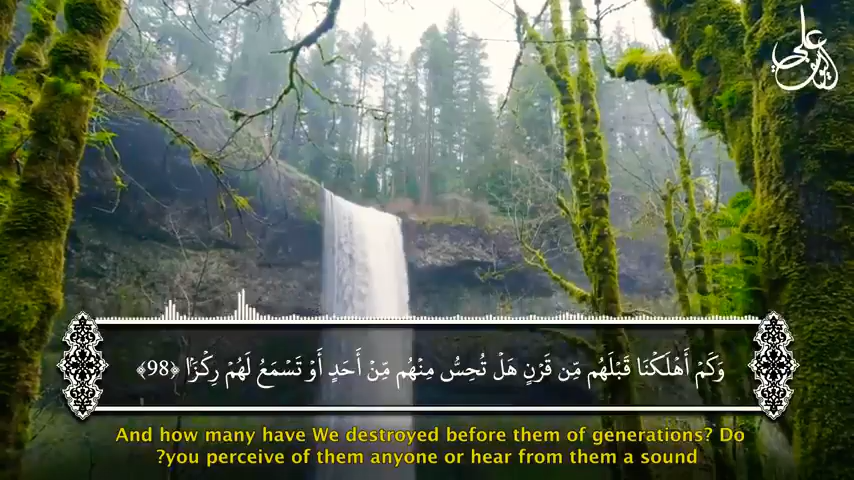 وَكَمْ أَهْلَكْنَا قَبْلَهُم مِّن قَرْنٍ هَلْ تُحِسُّ مِنْهُم مِّنْ أَحَدٍ أَوْ تَسْمَعُ لَهُمْ رِكْزًا ﴿98﴾
And how many have We destroyed before them of generations? Do
?you perceive of them anyone or hear from them a sound